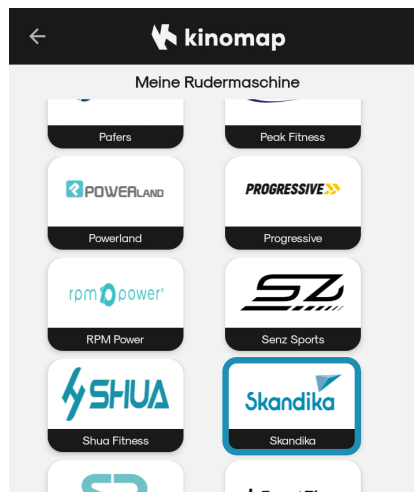 kinomap
Meine Rudermaschine
Pafers
Peak Fitness
POWERLAND
PROGRESSIVE
Powerland
Progressive
rpm power
SZ
RPM Power
Senz Sports
SHUA
Skandika
Shua Fitness
Skandika